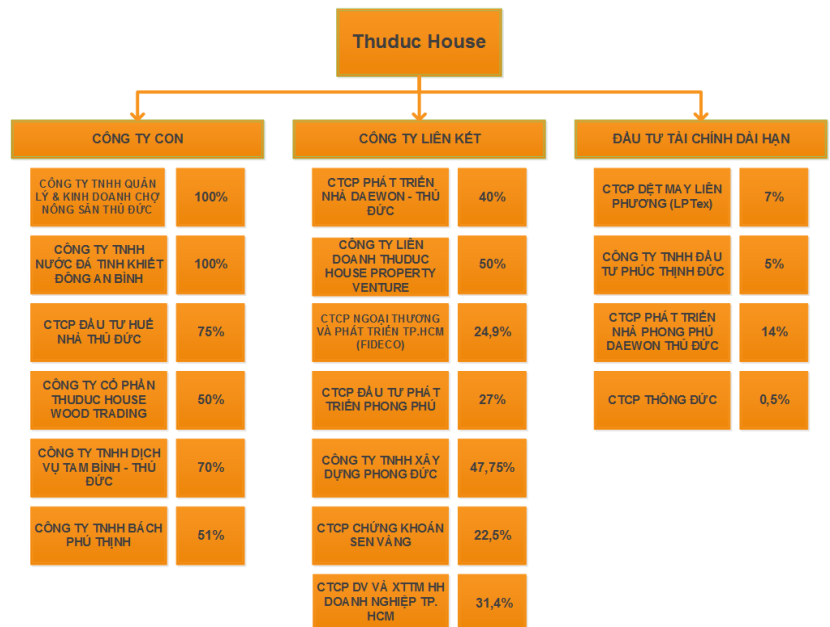 Thuduc House
CÔNG TY CON
CÔNG TY TNHH QUẢN
LÝ & KINH DOANH CHỢ
NÔNG SẢN THỦ ĐỨC
100%
CÔNG TY TNHH
NƯỚC ĐÁ TINH KHIẾT
ĐÔNG AN BÌNH
100%
CTCP ĐẦU TƯ HUẾ
NHÀ THỦ ĐỨC
75%
CÔNG TY CỔ PHẦN
THUDUC HOUSE
WOOD TRADING
50%
CÔNG TY TNHH DỊCH
VỤ TAM BÌNH - THỦ
ĐỨC
70%
CÔNG TY TNHH BÁCH
PHÚ THỊNH
51%
CÔNG TY LIÊN KẾT
CTCP PHÁT TRIỂN
NHÀ DAEWON - THỦ
ĐỨC
40%
CÔNG TY LIÊN
DOANH THUDUC
HOUSE PROPERTY
VENTURE
50%
CTCP NGOẠI THƯƠNG
VÀ PHÁT TRIỂN TP.HCM
(FIDECO)
24,9%
CTCP ĐẦU TƯ PHÁT
TRIỂN PHONG PHÚ
27%
CÔNG TY TNHH XÂY
DỰNG PHONG ĐỨC
47,75%
CTCP CHỨNG KHOÁN
SEN VÀNG
22,5%
CTCP DV VÀ XTTM HH
DOANH NGHIỆP TP.
HCM
31,4%
ĐẦU TƯ TÀI CHÍNH DÀI HẠN
CTCP DỆT MAY LIÊN
PHƯƠNG (LPTex)
7%
CÔNG TY TNHH ĐẦU
TƯ PHÚC THỊNH ĐỨC
5%
CTCP PHÁT TRIỂN
NHÀ PHONG PHÚ
DAEWON THỦ ĐỨC
14%
CTCP THÔNG ĐỨC
0,5%